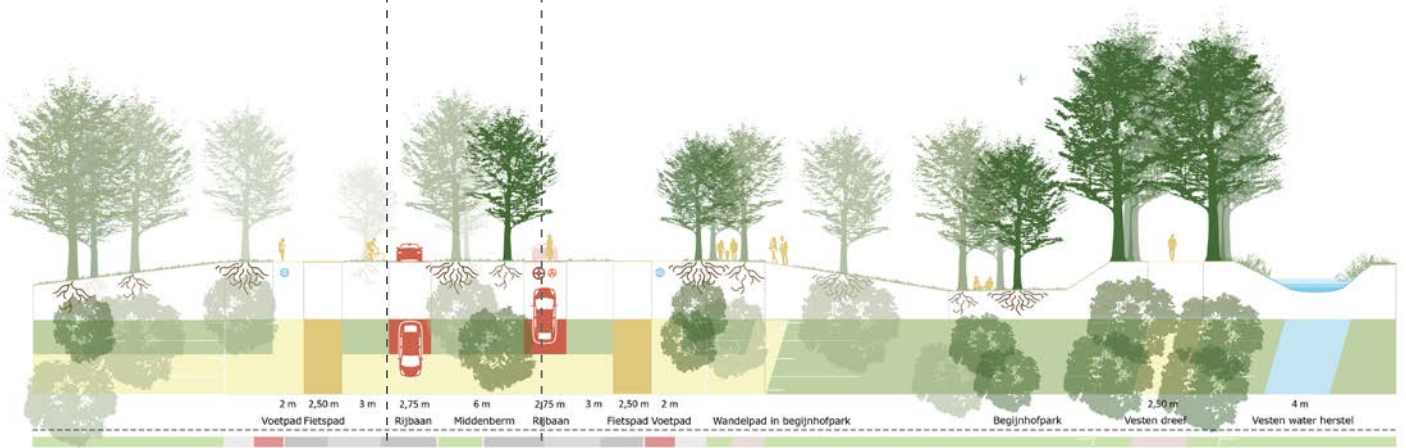 2 m 2,50 m 3 m 2,75 m 6 m 2,75 m 3 m 2,50 m 2 m 2,50 m 4 m
Voetpad Fietspad Rijbaan Middenberm Rijbaan Fietspad Voetpad Wandelpad in begijnhofpark Begijnhofpark Vesten dreef Vesten water herstel